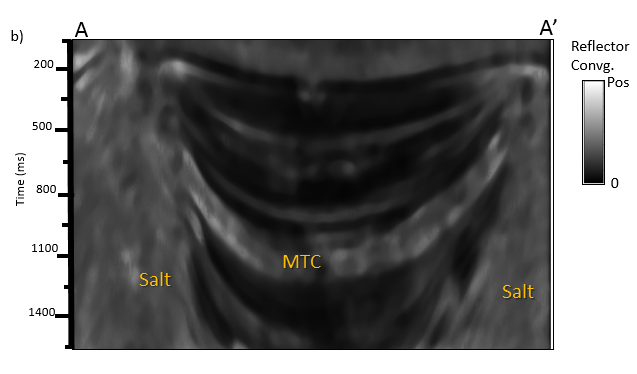 b)
A
A’
Reflector
Convg.
Pos
0
Time (ms)
200
500
800
1100
1400
Salt
MTC
Salt